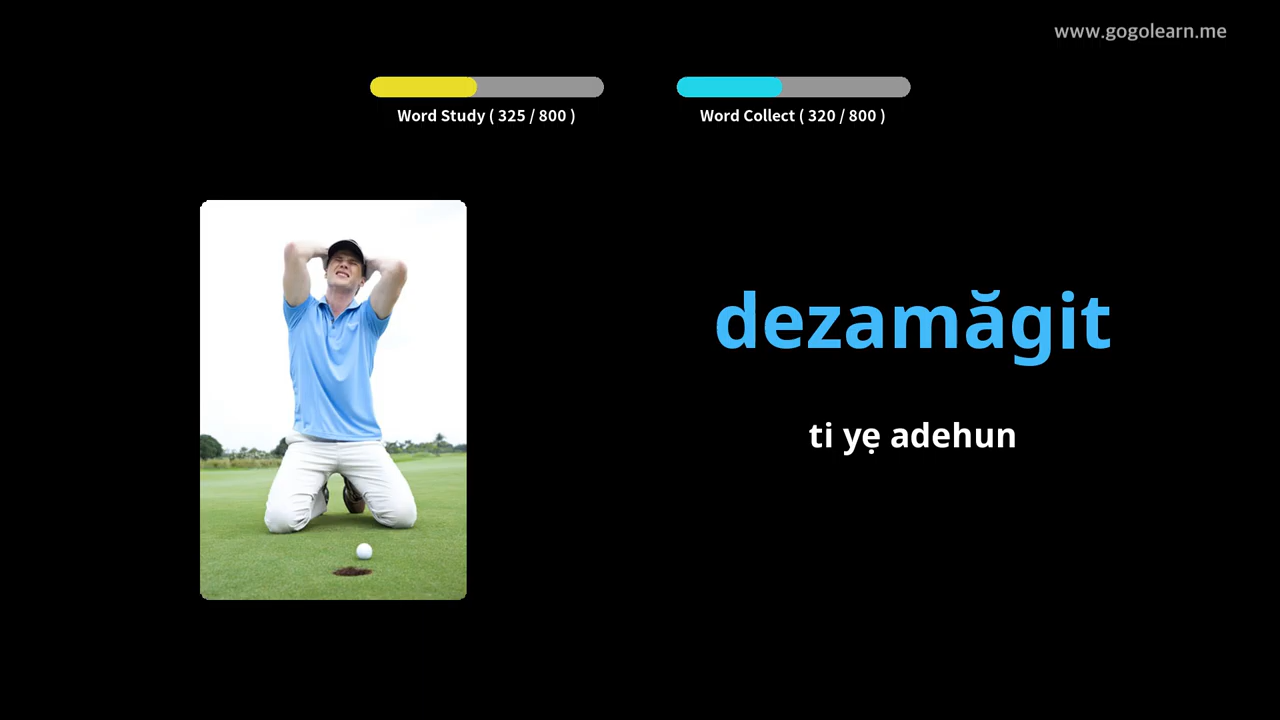 www.gogolearn.me
Word Study ( 325 / 800 )
Word Collect ( 320 / 800 )
dezamăgit
ti yẹ adehun